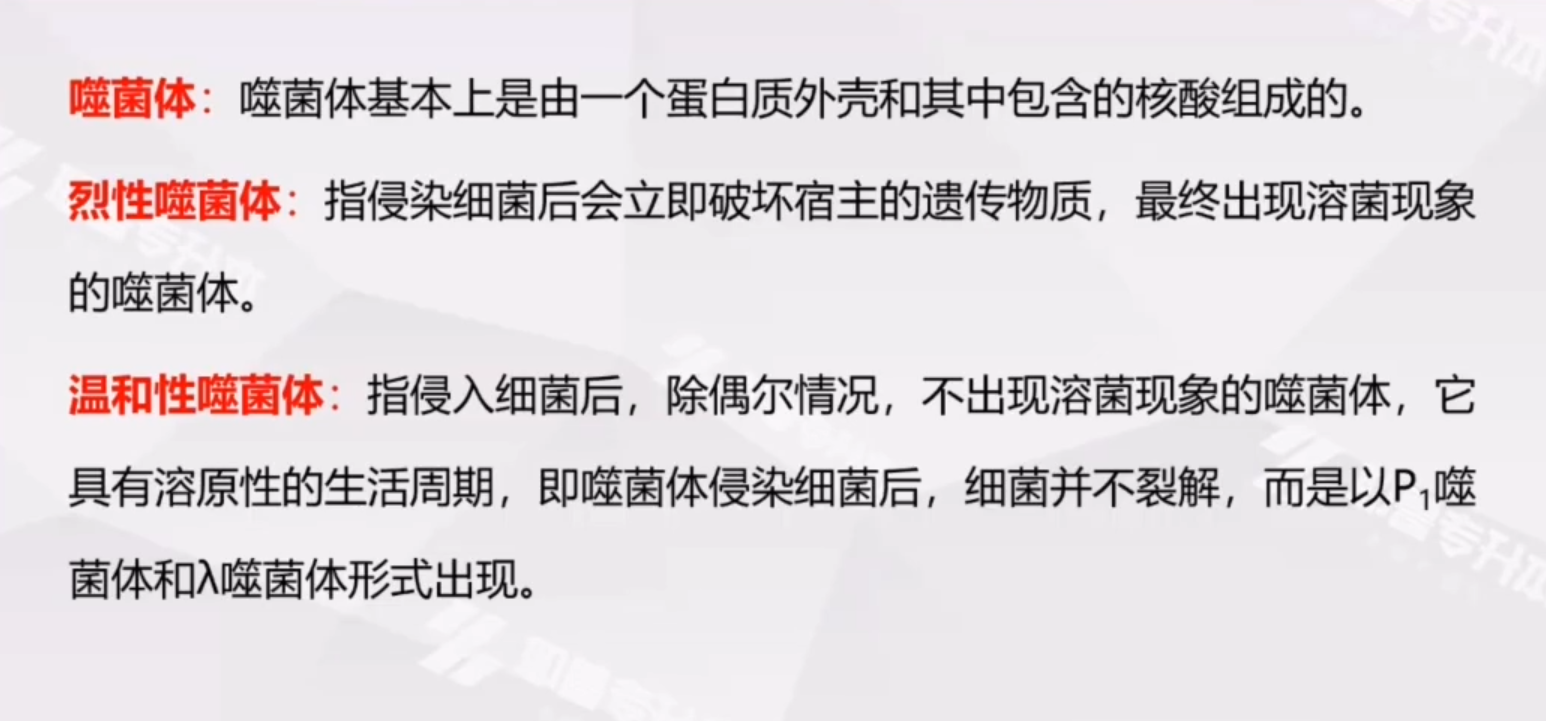 噬菌体：噬菌体基本上是由一个蛋白质外壳和其中包含的核酸组成的。
烈性噬菌体：指侵染细菌后会立即破坏宿主的遗传物质，最终出现溶菌现象
的噬菌体。
温和性噬菌体：指侵入细菌后，除偶尔情况，不出现溶菌现象的噬菌体，它
具有溶原性的生活周期，即噬菌体侵染细菌后，细菌并不裂解，而是以P₁噬
菌体和λ噬菌体形式出现。